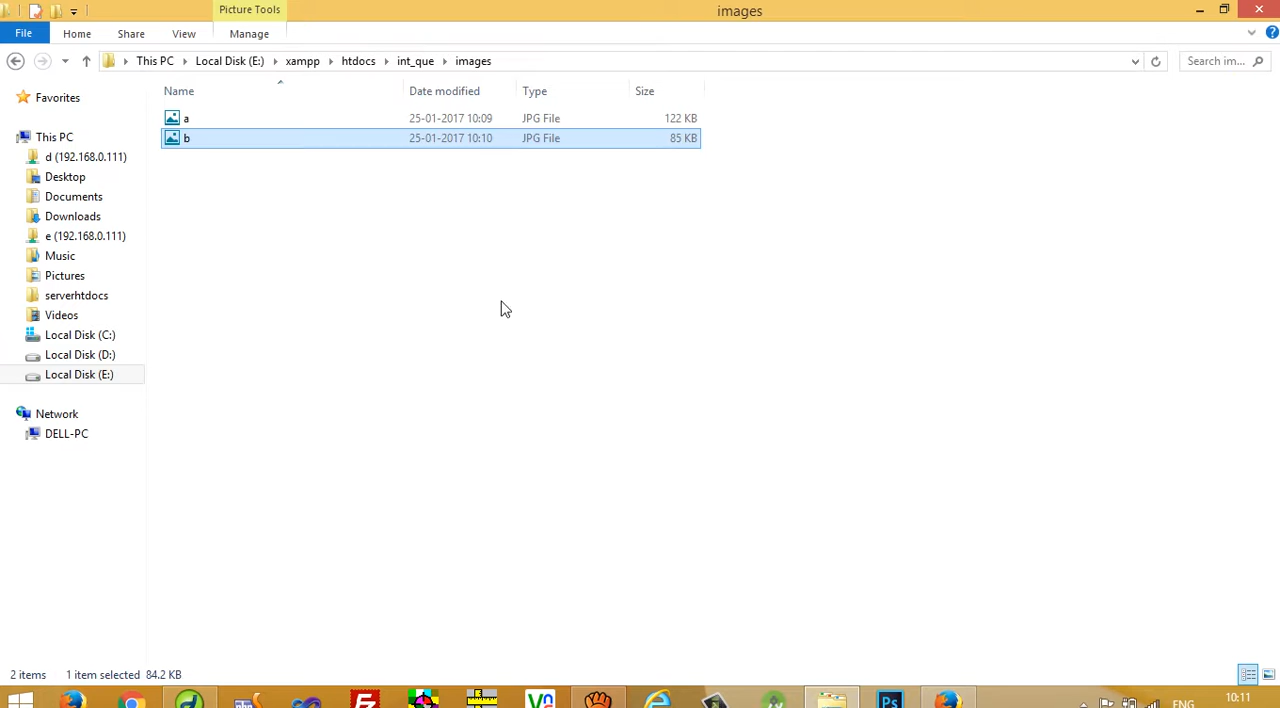 Picture Tools
images
File
Home
Share
View
Manage
This PC
Local Disk (E:)
xampp
htdocs
int_que
images
Search im...
Name
Date modified
Type
Size
a
25-01-2017 10:09
JPG File
122 KB
b
25-01-2017 10:10
JPG File
85 KB
Favorites
This PC
d (192.168.0.111)
Desktop
Documents
Downloads
e (192.168.0.111)
Music
Pictures
serverhtdocs
Videos
Local Disk (C:)
Local Disk (D:)
Local Disk (E:)
Network
DELL-PC
2 items
1 item selected 84.2 KB
Ps
ENG
10:11